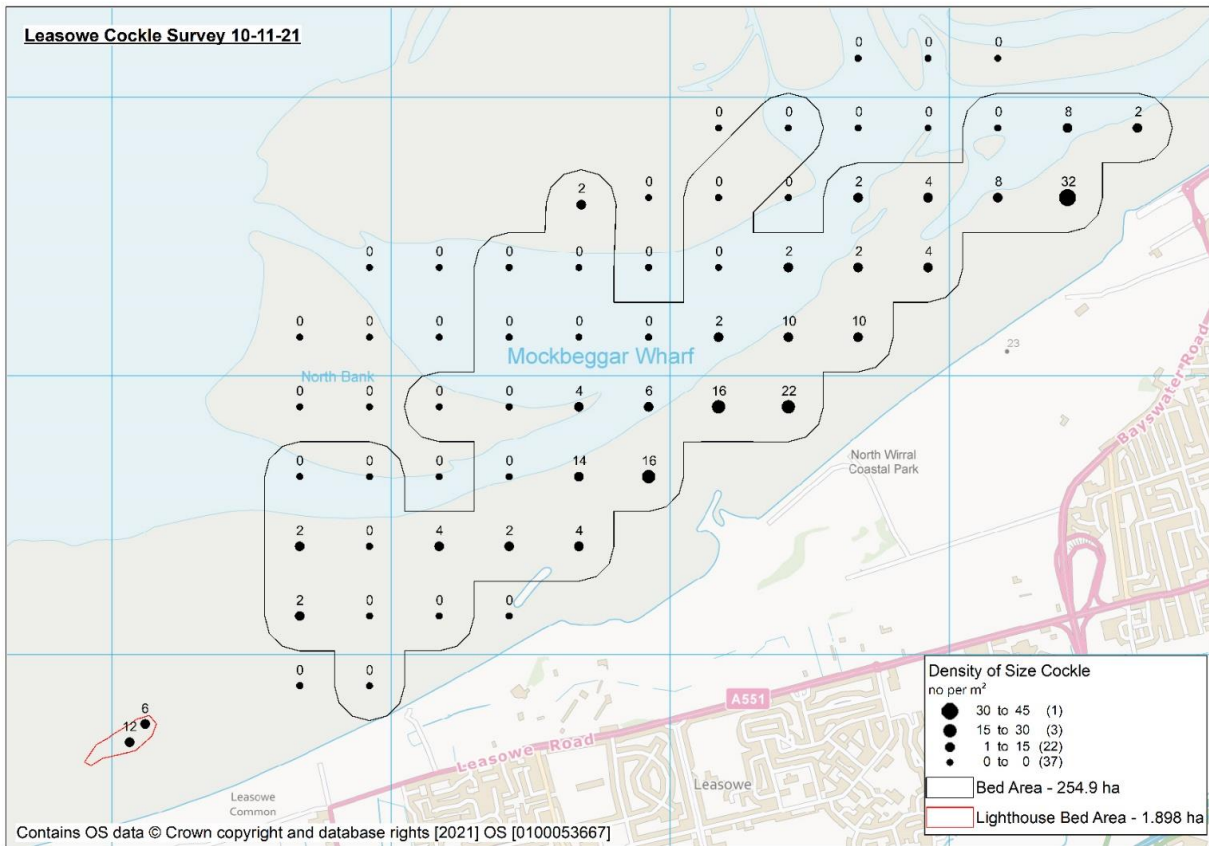 Leasowe Cockle Survey 10-11-21
0 0 0
0 0 0 0 0 8 2
2 0 0 0 2 4 8 32
0 0 0 0 0 0 2 2 4
0 0 0 0 0 0 2 10 10
23
Mockbeggar Wharf
North Bank
0 0 0 0 4 6 16 22
Bayswater Road
North Wirral
Coastal Park
0 0 0 0 14 16
2 0 4 2 4
2 0 0 0
0 0
6
12
A551
Leasowe Road
Leasowe
Leasowe
Common
Density of Size Cockle
no per m²
30 to 45 (1)
15 to 30 (3)
1 to 15 (22)
0 to 0 (37)
Bed Area - 254.9 ha
Lighthouse Bed Area - 1.898 ha
Contains OS data © Crown copyright and database rights [2021] OS [0100053667]